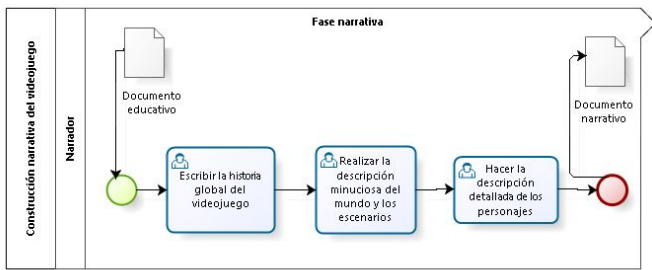 Construcción narrativa del videojuego
Narrador
Fase narrativa
Documento
educativo
Documento
narrativo
Escribir la historia
global del
videojuego
Realizar la
descripción
minuciosa del
mundo y los
escenarios
Hacer la
descripción
detallada de los
personajes